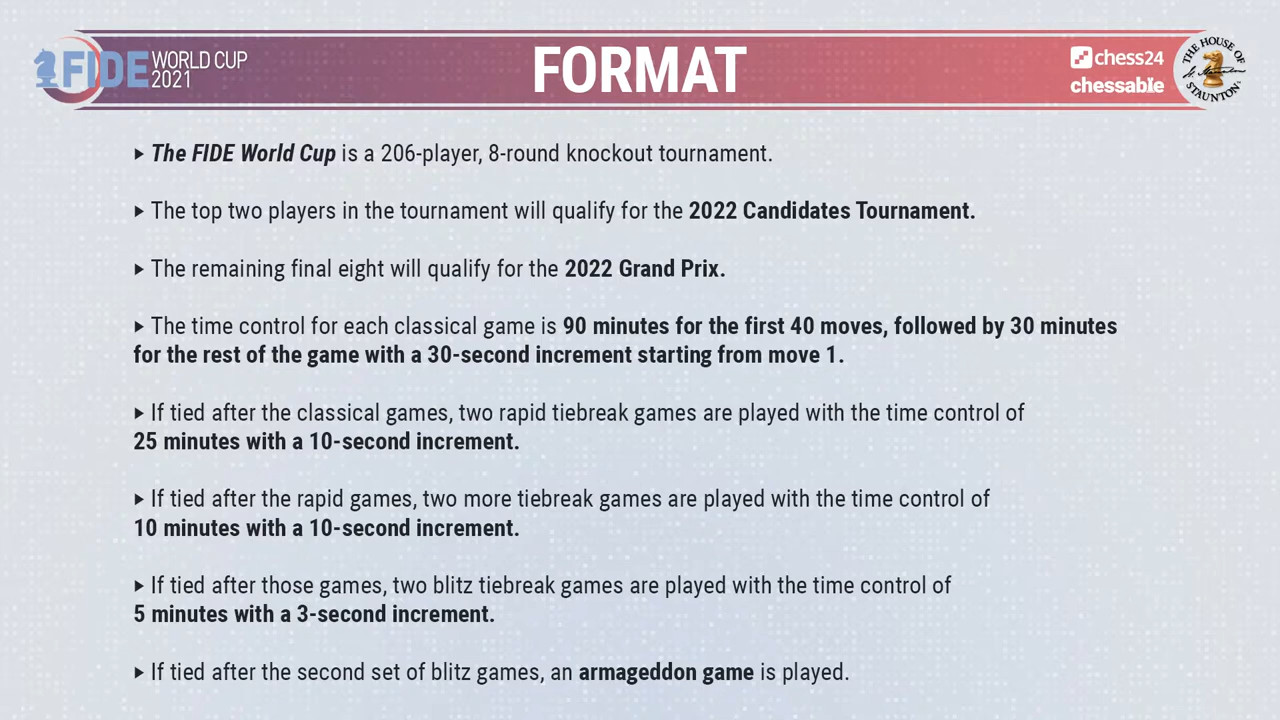 FIDE WORLD CUP
2021
FORMAT
chess24
chessable
THE HOUSE OF
STAUNTON
▸ The FIDE World Cup is a 206-player, 8-round knockout tournament.
▸ The top two players in the tournament will qualify for the 2022 Candidates Tournament.
▸ The remaining final eight will qualify for the 2022 Grand Prix.
▸ The time control for each classical game is 90 minutes for the first 40 moves, followed by 30 minutes
for the rest of the game with a 30-second increment starting from move 1.
▸ If tied after the classical games, two rapid tiebreak games are played with the time control of
25 minutes with a 10-second increment.
▸ If tied after the rapid games, two more tiebreak games are played with the time control of
10 minutes with a 10-second increment.
▸ If tied after those games, two blitz tiebreak games are played with the time control of
5 minutes with a 3-second increment.
▸ If tied after the second set of blitz games, an armageddon game is played.